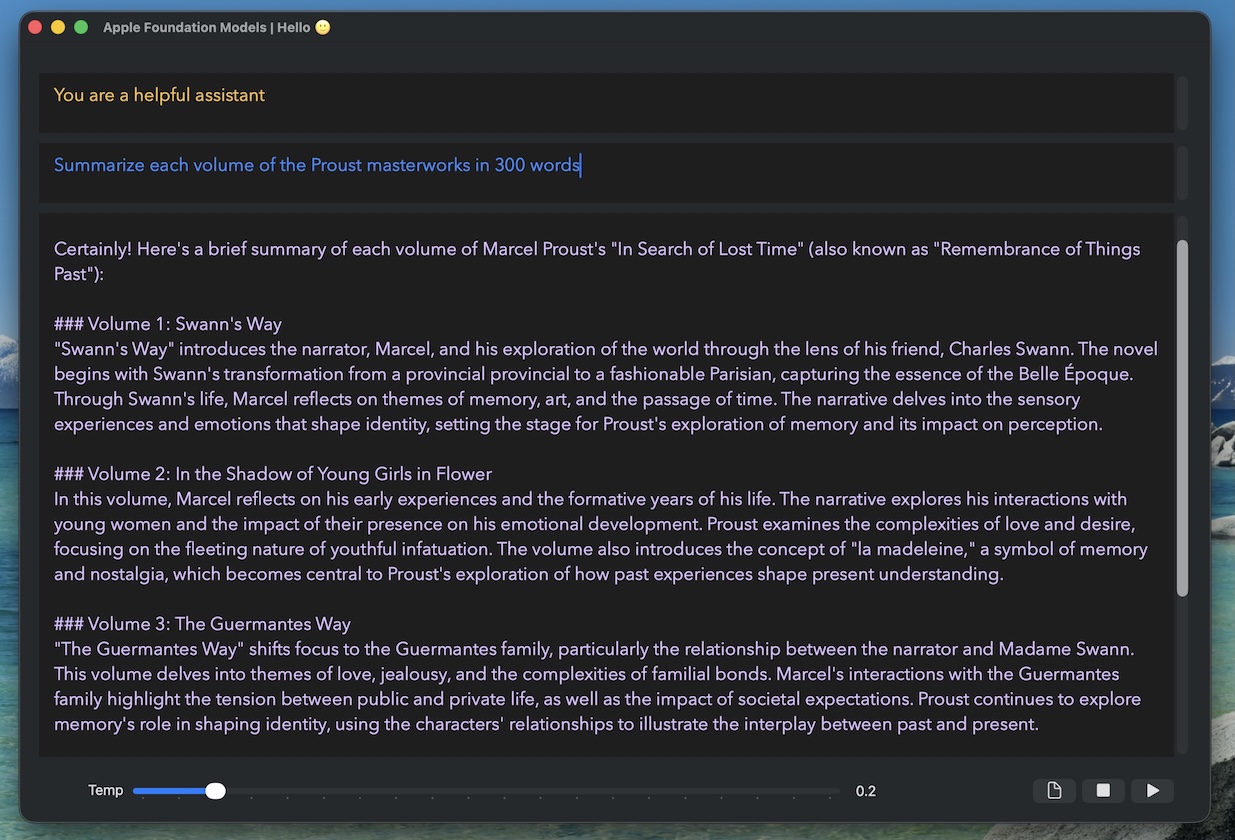 Apple Foundation Models | Hello 🙂
You are a helpful assistant
Summarize each volume of the Proust masterworks in 300 words
Certainly! Here's a brief summary of each volume of Marcel Proust's "In Search of Lost Time" (also known as "Remembrance of Things
Past"):
### Volume 1: Swann's Way
"Swann's Way" introduces the narrator, Marcel, and his exploration of the world through the lens of his friend, Charles Swann. The novel
begins with Swann's transformation from a provincial provincial to a fashionable Parisian, capturing the essence of the Belle Époque.
Through Swann's life, Marcel reflects on themes of memory, art, and the passage of time. The narrative delves into the sensory
experiences and emotions that shape identity, setting the stage for Proust's exploration of memory and its impact on perception.
### Volume 2: In the Shadow of Young Girls in Flower
In this volume, Marcel reflects on his early experiences and the formative years of his life. The narrative explores his interactions with
young women and the impact of their presence on his emotional development. Proust examines the complexities of love and desire,
focusing on the fleeting nature of youthful infatuation. The volume also introduces the concept of "la madeleine," a symbol of memory
and nostalgia, which becomes central to Proust's exploration of how past experiences shape present understanding.
### Volume 3: The Guermantes Way
"The Guermantes Way" shifts focus to the Guermantes family, particularly the relationship between the narrator and Madame Swann.
This volume delves into themes of love, jealousy, and the complexities of familial bonds. Marcel's interactions with the Guermantes
family highlight the tension between public and private life, as well as the impact of societal expectations. Proust continues to explore
memory's role in shaping identity, using the characters' relationships to illustrate the interplay between past and present.
Temp 0.2